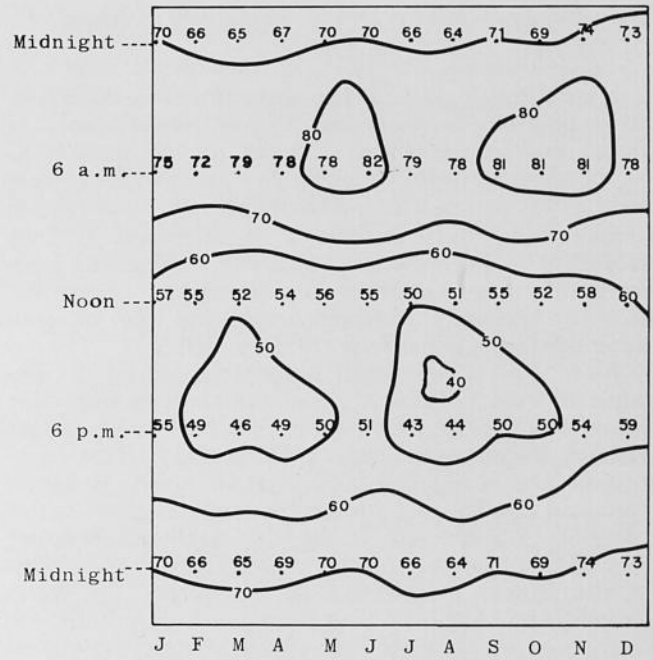 Midnight 70 66 65 67 70 70 66 64 71 69 74 73
80 80
6 a.m. 75 72 79 78 78 82 79 78 81 81 81 78
70 70
60 60
Noon 57 55 52 54 56 55 50 51 55 52 58 60
50 50
40
6 p.m. 55 49 46 49 50 51 43 44 50 50 54 59
60 60
Midnight 70 66 65 69 70 70 66 64 71 69 74 73
70
J F M A M J J A S O N D